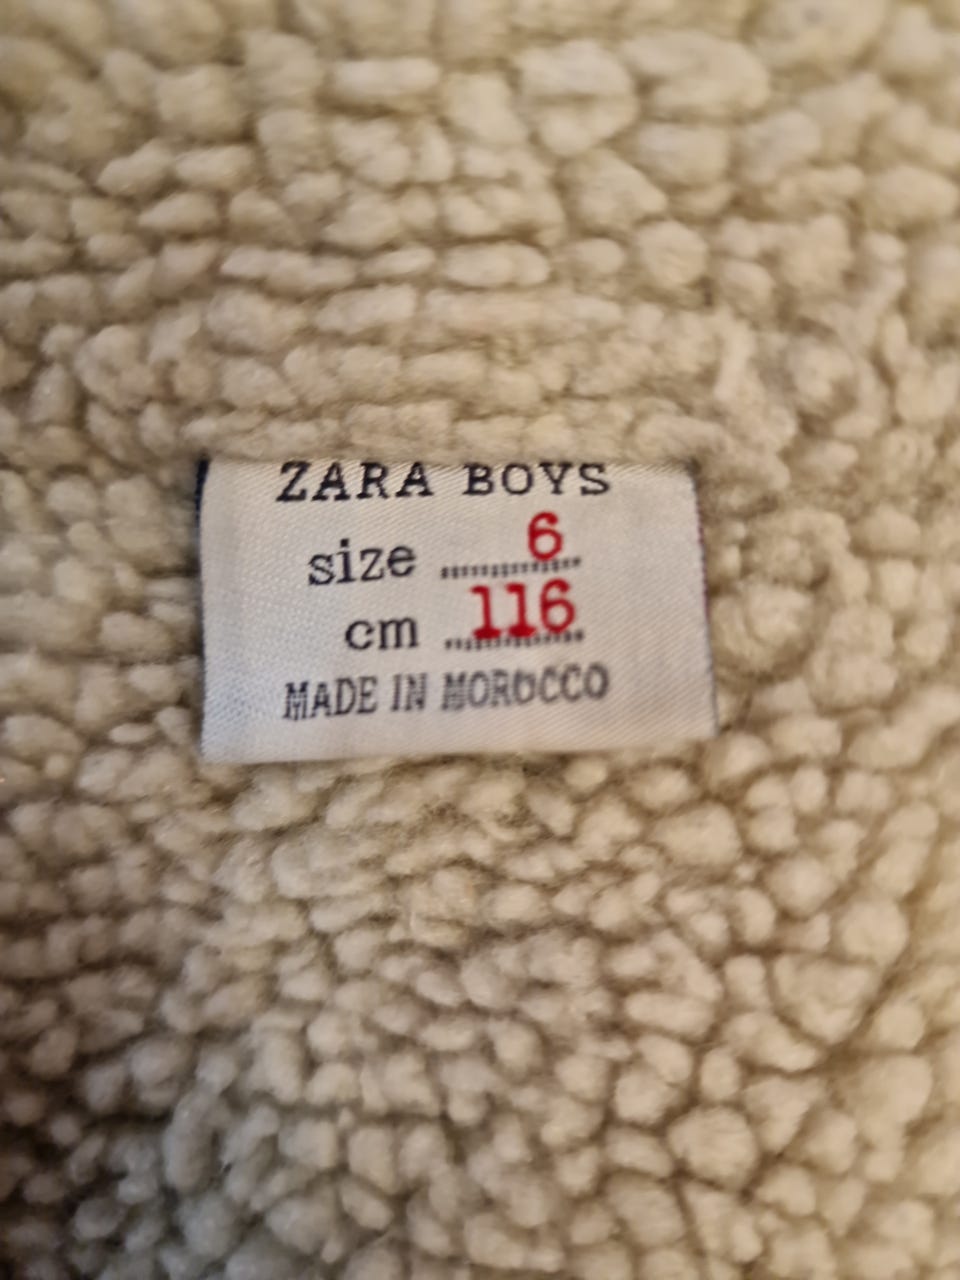 ZARA BOYS
size 6
cm 116
MADE IN MOROCCO